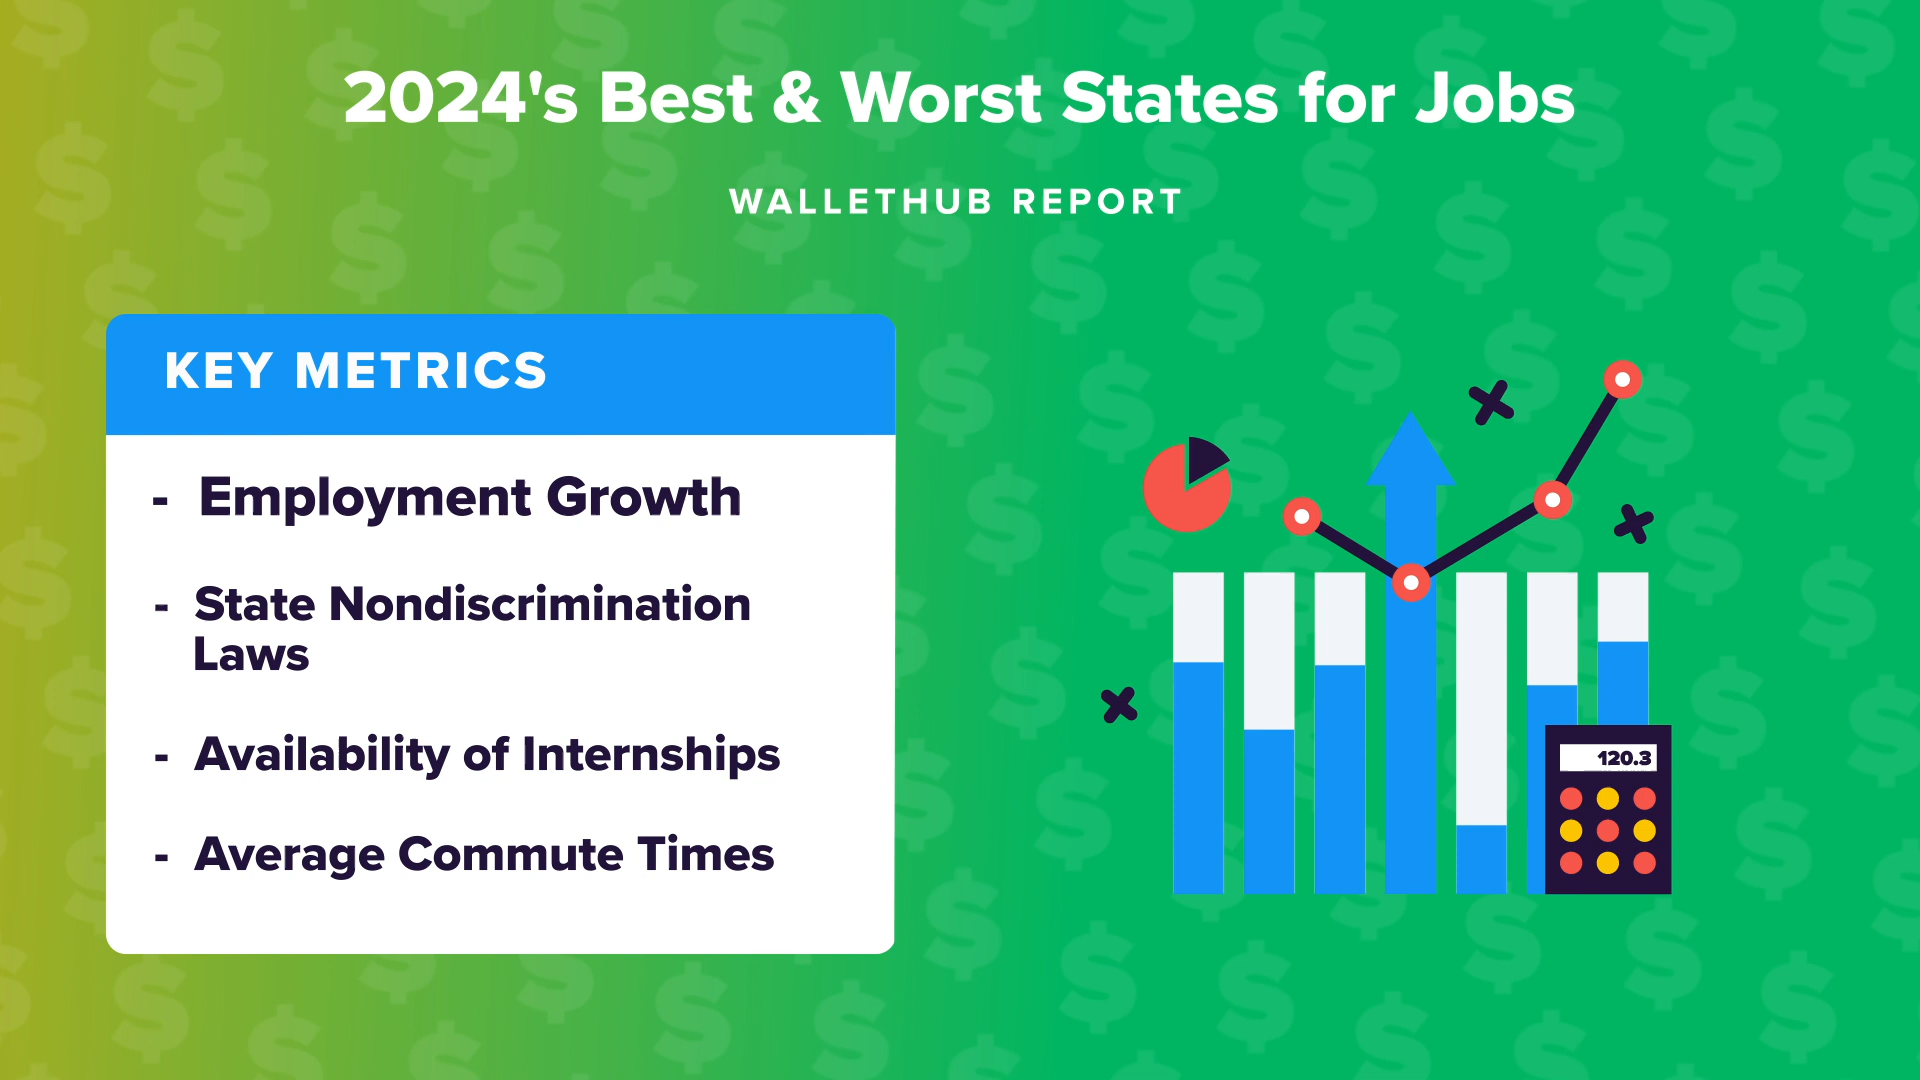 2024's Best & Worst States for Jobs
WALLETHUB REPORT
KEY METRICS
- Employment Growth
- State Nondiscrimination
Laws
- Availability of Internships
- Average Commute Times
120.3